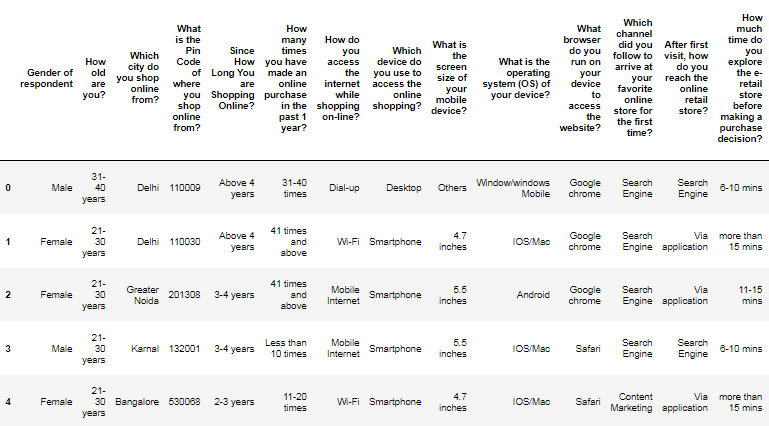 Gender of
respondent
How
old
are
you?
Which
city do
you shop
online
from?
What
is the
Pin
Code
of
where
you
shop
online
from?
Since
How
Long You
are
Shopping
Online?
How
many
times
you have
made an
online
purchase
in the
past 1
year?
How do
you
access
the
internet
while
shopping
on-line?
Which
device do
you use to
access the
online
shopping?
What is
the
screen
size of
your
mobile
device?
What is the
operating
system (OS) of
your device?
What
browser
do you
run on
your
device
to
access
the
website?
Which
channel
did you
follow to
arrive at
your
favorite
online
store for
the first
time?
After first
visit, how
do you
reach the
online
retail
store?
How
much
time do
you
explore
the e-
retail
store
before
making a
purchase
decision?
0
Male
31-
40
years
Delhi
110009
Above 4
years
31-40
times
Dial-up
Desktop
Others
Window/windows
Mobile
Google
chrome
Search
Engine
Search
Engine
6-10 mins
1
Female
21-
30
years
Delhi
110030
Above 4
years
41 times
and
above
Wi-Fi
Smartphone
4.7
inches
IOS/Mac
Google
chrome
Search
Engine
Via
application
more than
15 mins
2
Female
21-
30
years
Greater
Noida
201308
3-4 years
41 times
and
above
Mobile
Internet
Smartphone
5.5
inches
Android
Google
chrome
Search
Engine
Via
application
11-15
mins
3
Male
21-
30
years
Karnal
132001
3-4 years
Less than
10 times
Mobile
Internet
Smartphone
5.5
inches
IOS/Mac
Safari
Search
Engine
Search
Engine
6-10 mins
4
Female
21-
30
years
Bangalore
530068
2-3 years
11-20
times
Wi-Fi
Smartphone
4.7
inches
IOS/Mac
Safari
Content
Marketing
Via
application
more than
15 mins